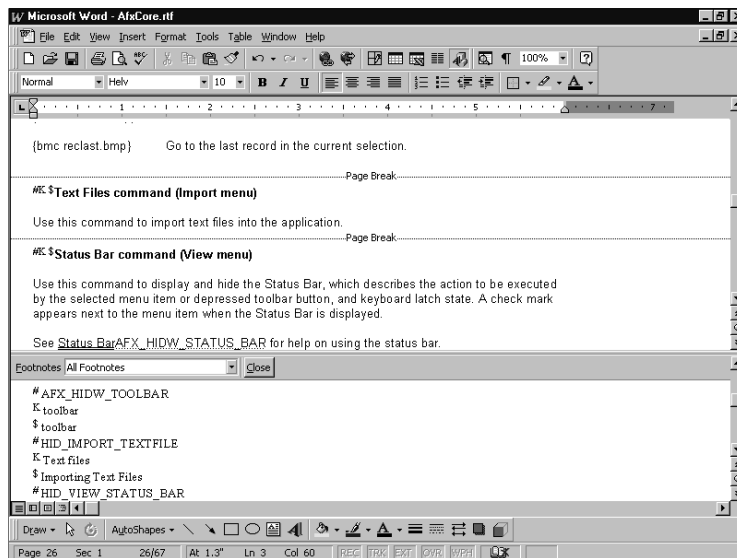 Microsoft Word - AfxCore.rtf
File Edit View Insert Format Tools Table Window Help
100%
Normal Helv 10 B I U
1 2 3 4 5 7
{bmc reclast.bmp} Go to the last record in the current selection.
Page Break
#K $Text Files command (Import menu)
Use this command to import text files into the application.
Page Break
#K $Status Bar command (View menu)
Use this command to display and hide the Status Bar, which describes the action to be executed
by the selected menu item or depressed toolbar button, and keyboard latch state. A check mark
appears next to the menu item when the Status Bar is displayed.
See Status BarAFX_HIDW_STATUS_BAR for help on using the status bar.
Footnotes All Footnotes Close
# AFX_HIDW_TOOLBAR
K toolbar
$ toolbar
# HID_IMPORT_TEXTFILE
K Text files
$ Importing Text Files
# HID_VIEW_STATUS_BAR
Draw AutoShapes
Page 26 Sec 1 26/67 At 1.3" Ln 3 Col 60 REC TRK EXT OVR WPH